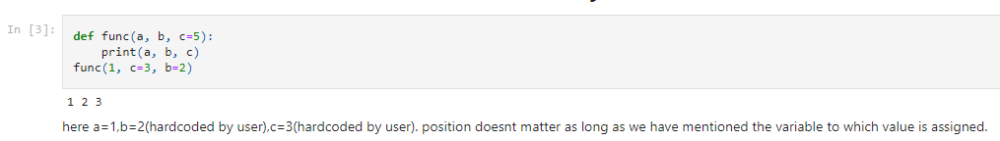 In [3]:
def func(a, b, c=5):
    print(a, b, c)
func(1, c=3, b=2)
1 2 3
here a=1,b=2(hardcoded by user),c=3(hardcoded by user). position doesnt matter as long as we have mentioned the variable to which value is assigned.